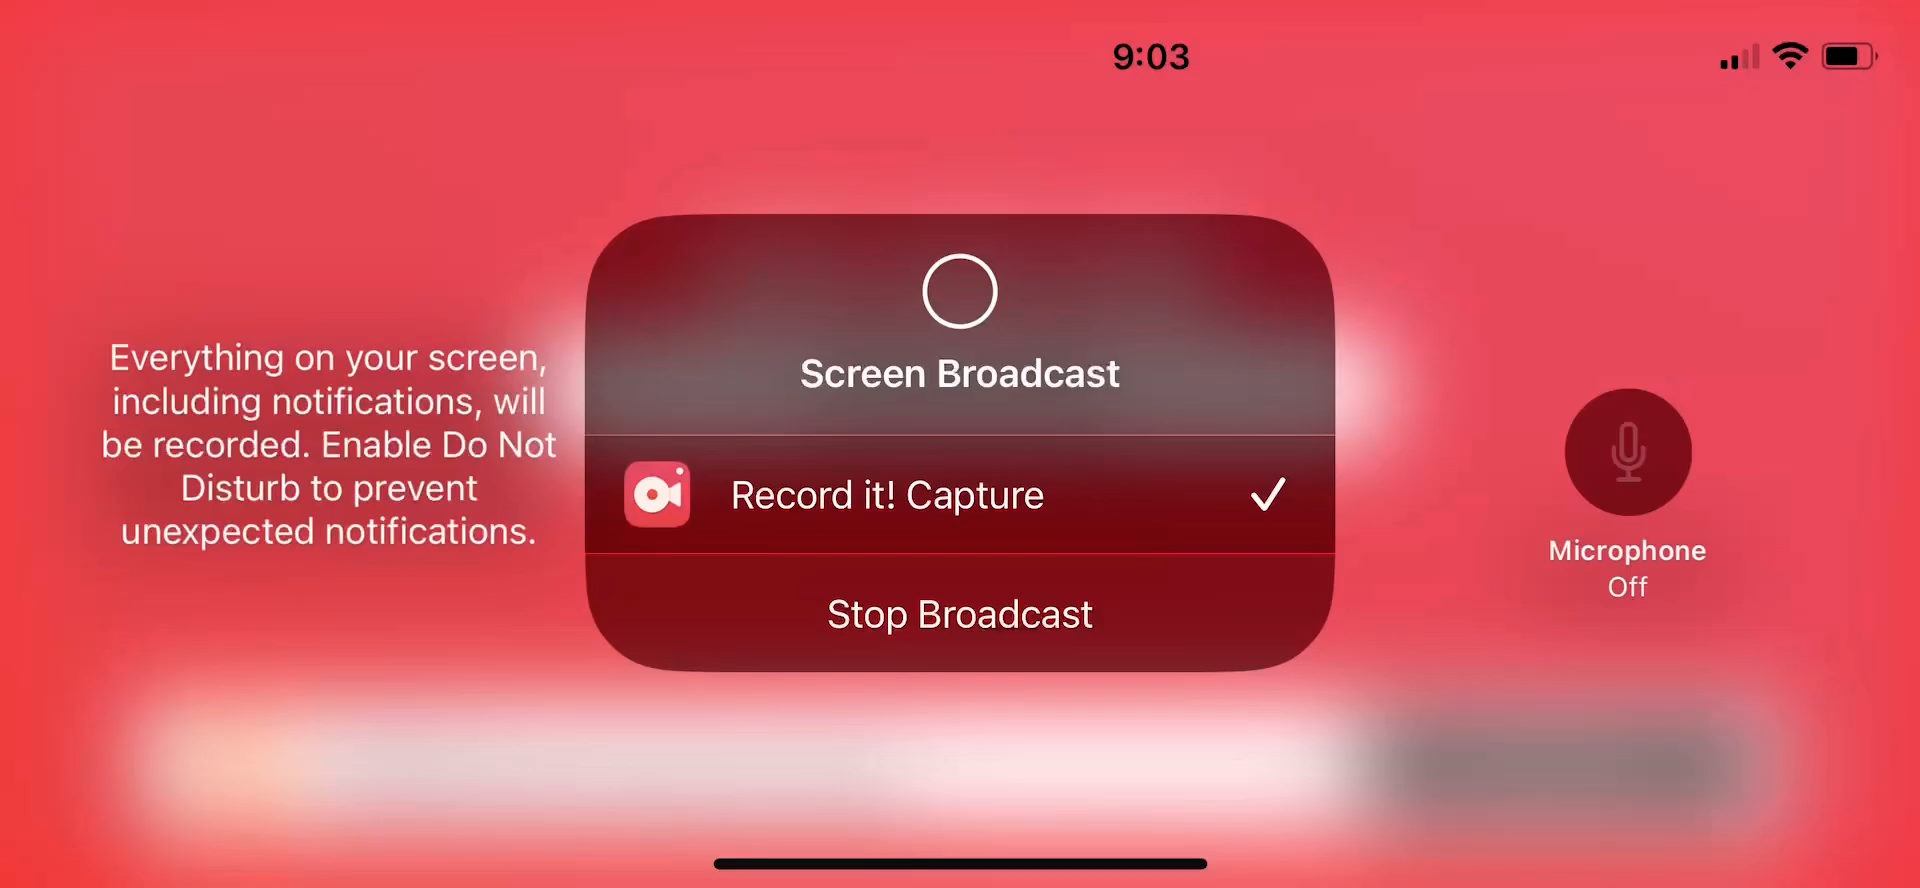 9:03
Everything on your screen,
including notifications, will
be recorded. Enable Do Not
Disturb to prevent
unexpected notifications.
Screen Broadcast
Record it! Capture
Stop Broadcast
Microphone
Off